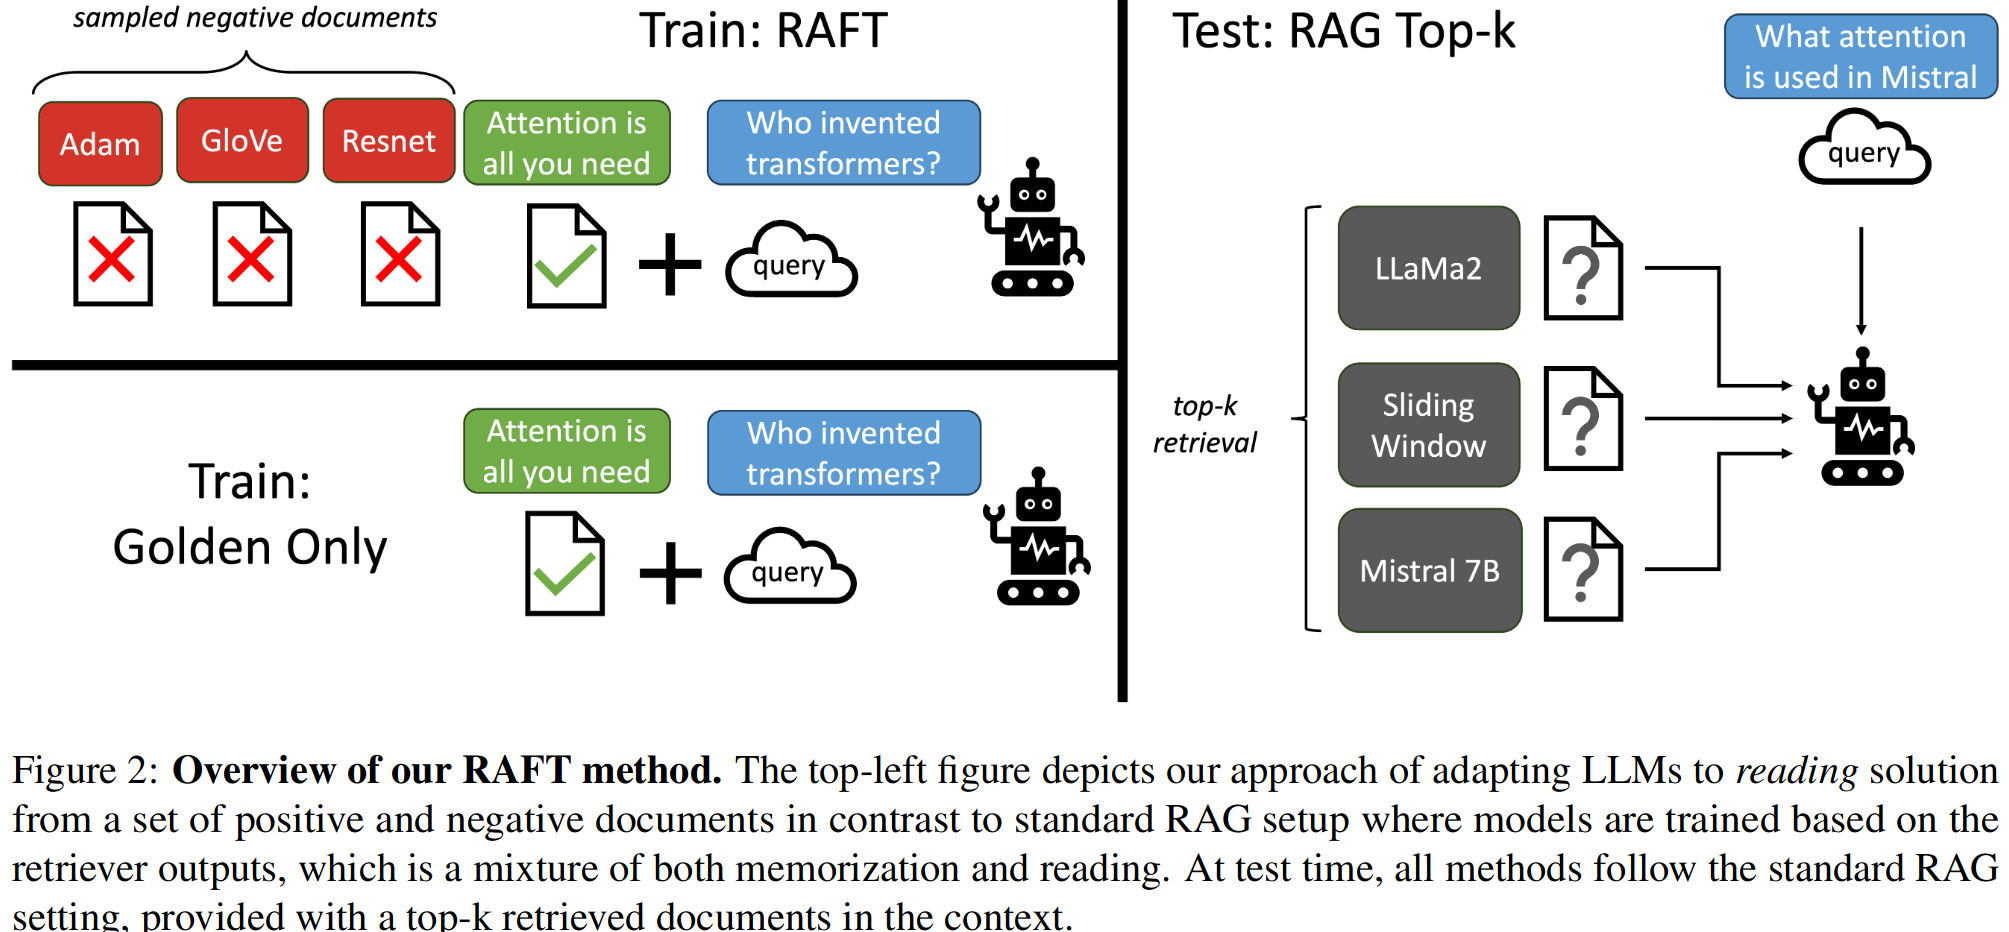 sampled negative documents
Train: RAFT
Adam
GloVe
Resnet
Attention is
all you need
Who invented
transformers?
query
Train:
Golden Only
Attention is
all you need
Who invented
transformers?
query
Test: RAG Top-k
What attention
is used in Mistral
query
top-k
retrieval
LLaMa2
?
Sliding
Window
?
Mistral 7B
?
Figure 2: Overview of our RAFT method. The top-left figure depicts our approach of adapting LLMs to reading solution
from a set of positive and negative documents in contrast to standard RAG setup where models are trained based on the
retriever outputs, which is a mixture of both memorization and reading. At test time, all methods follow the standard RAG
setting, provided with a top-k retrieved documents in the context.